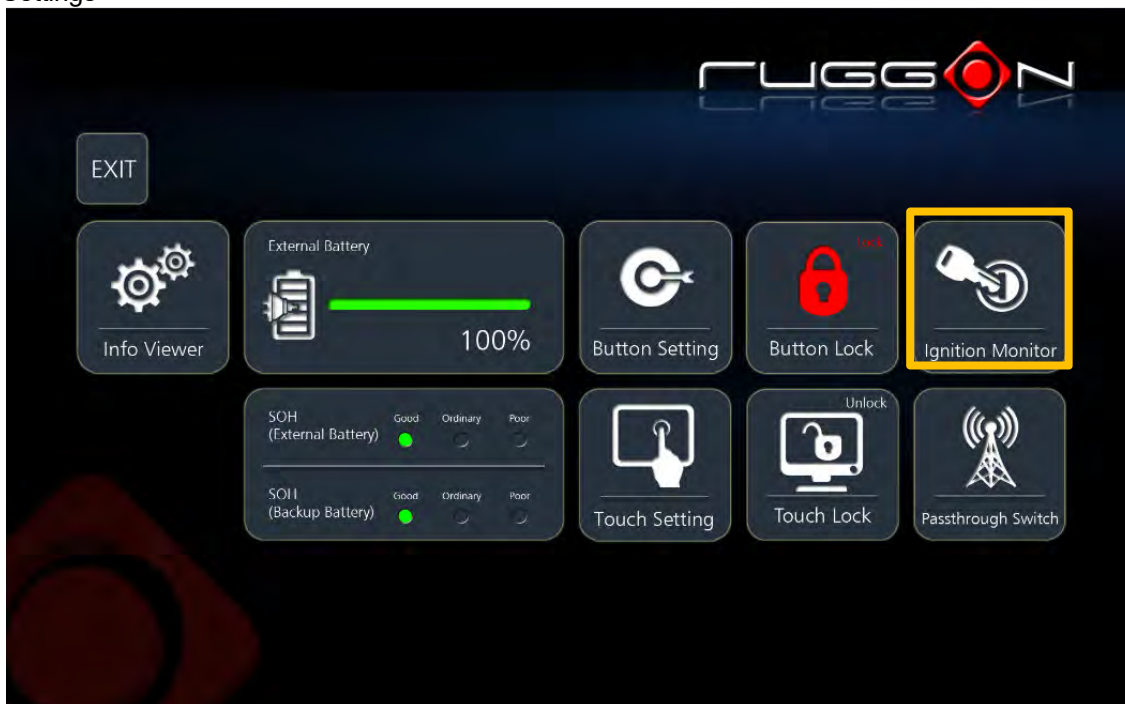 Settings
RUGGON
EXIT
Info Viewer
External Battery
100%
Button Setting
Lock
Button Lock
Ignition Monitor
SOH Good Ordinary Poor
(External Battery)
SOH Good Ordinary Poor
(Backup Battery)
Touch Setting
Unlock
Touch Lock
Passthrough Switch